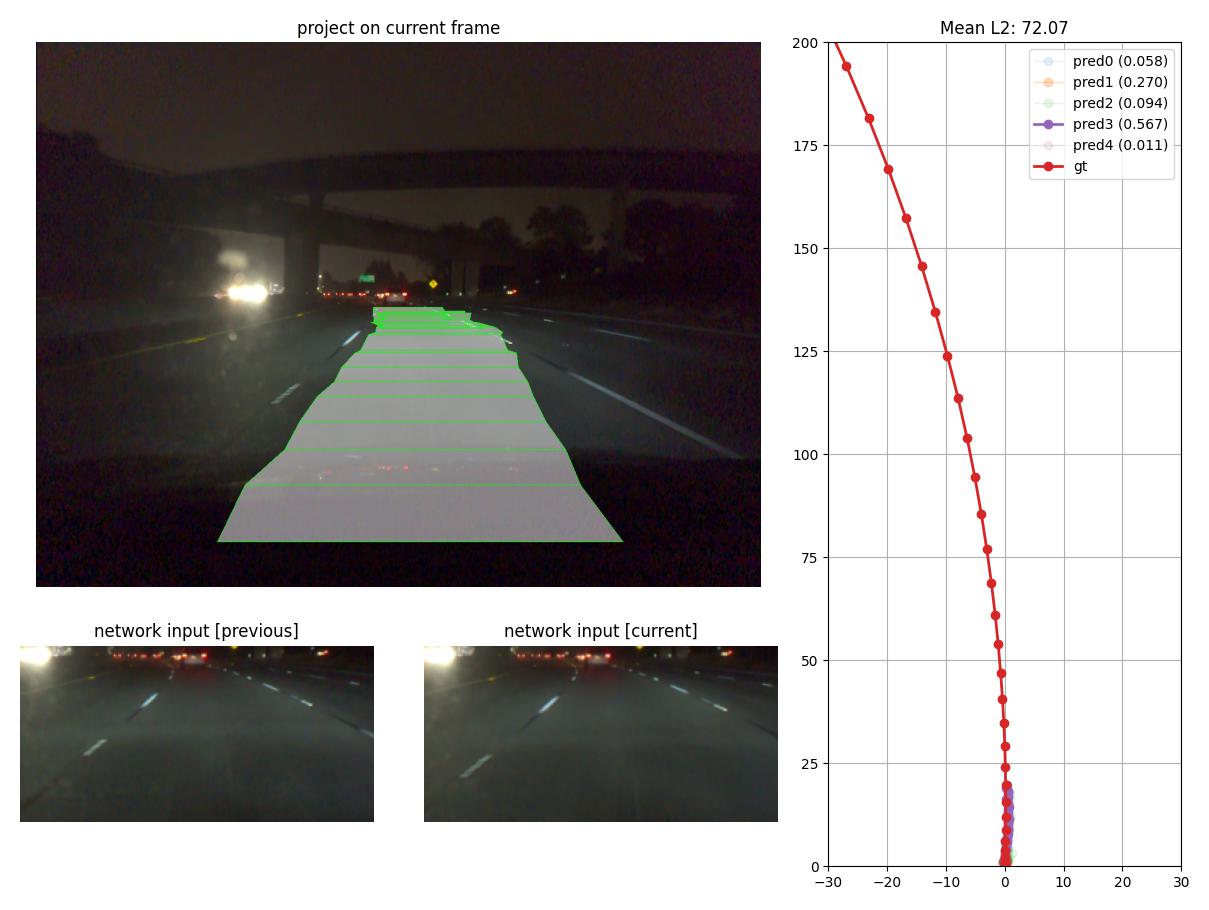 project on current frame
Mean L2: 72.07
200
175
150
125
100
75
50
25
0
−30
−20
−10
0
10
20
30
pred0 (0.058)
pred1 (0.270)
pred2 (0.094)
pred3 (0.567)
pred4 (0.011)
gt
network input [previous]
network input [current]